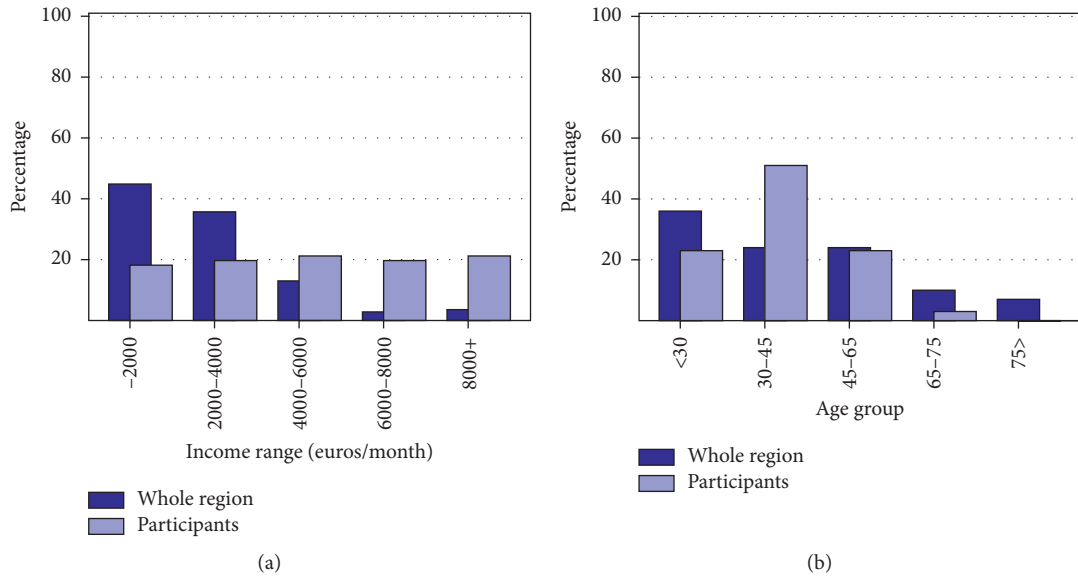 100
80
60
40
20
Percentage
−2000
2000–4000
4000–6000
6000–8000
8000+
Income range (euros/month)
Whole region
Participants
(a)
100
80
60
40
20
Percentage
<30
30–45
45–65
65–75
75>
Age group
Whole region
Participants
(b)